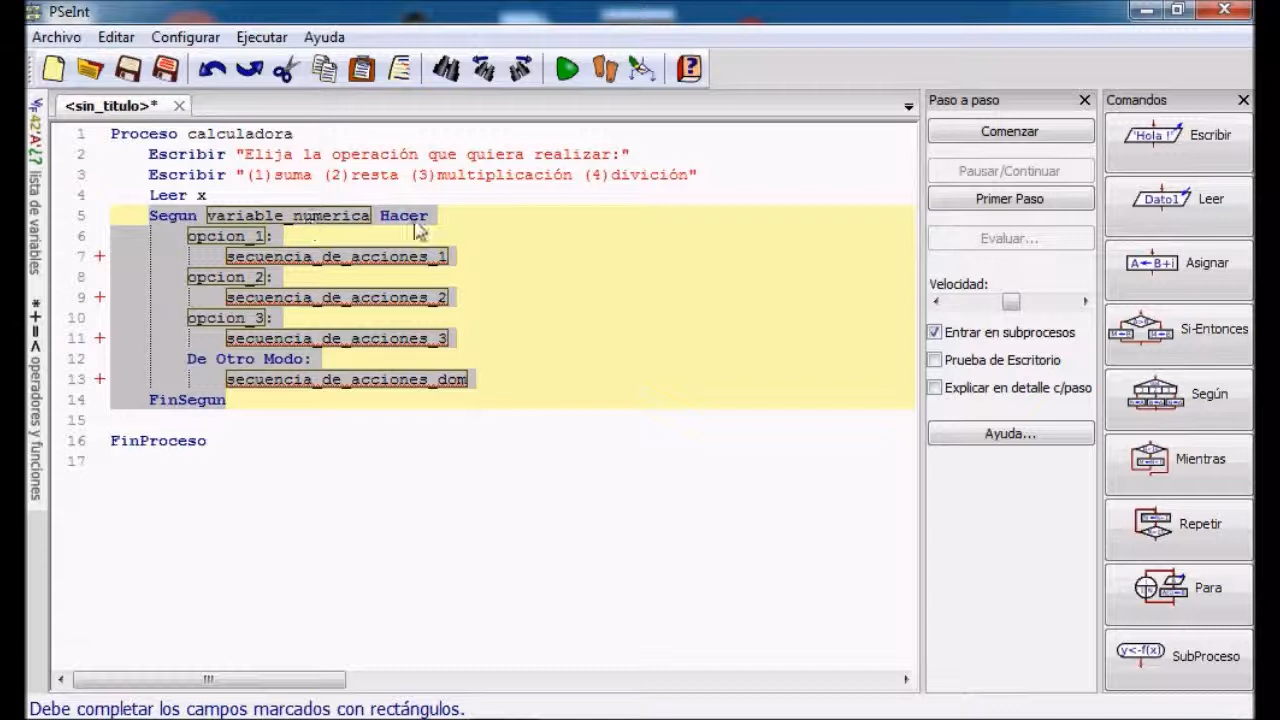 PSeInt
Archivo Editar Configurar Ejecutar Ayuda
<sin_titulo>*
1 Proceso calculadora
2 Escribir "Elija la operación que quiera realizar:"
3 Escribir "(1)suma (2)resta (3)multiplicación (4)división"
4 Leer x
5 Segun variable_numerica Hacer
6 opcion_1:
7 secuencia_de_acciones_1
8 opcion_2:
9 secuencia_de_acciones_2
10 opcion_3:
11 secuencia_de_acciones_3
12 De Otro Modo:
13 secuencia_de_acciones_dom
14 FinSegun
15
16 FinProceso
17
lista de variables
*+=< operadores y funciones
Paso a paso
Comenzar
Pausar/Continuar
Primer Paso
Evaluar...
Velocidad:
Entrar en subprocesos
Prueba de Escritorio
Explicar en detalle c/paso
Ayuda...
Comandos
'Hola !' Escribir
Dato1 Leer
A←B+i Asignar
Si-Entonces
Según
Mientras
Repetir
Para
y<-f(x) SubProceso
Debe completar los campos marcados con rectángulos.